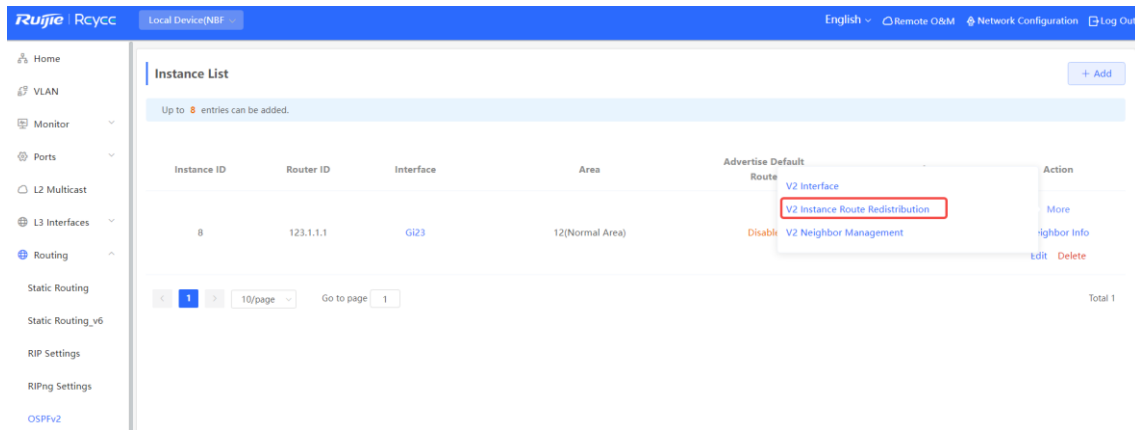 Ruijie | Rcycc
Local Device(NBF
English
Remote O&M
Network Configuration
Log Out
Home
VLAN
Monitor
Ports
L2 Multicast
L3 Interfaces
Routing
Static Routing
Static Routing_v6
RIP Settings
RIPng Settings
OSPFv2
Instance List
+ Add
Up to 8 entries can be added.
Instance ID
Router ID
Interface
Area
Advertise Default
Route
Action
8
123.1.1.1
Gi23
12(Normal Area)
Disable
V2 Interface
V2 Instance Route Redistribution
V2 Neighbor Management
More
eighbor Info
Edit Delete
< 1 >
10/page
Go to page 1
Total 1